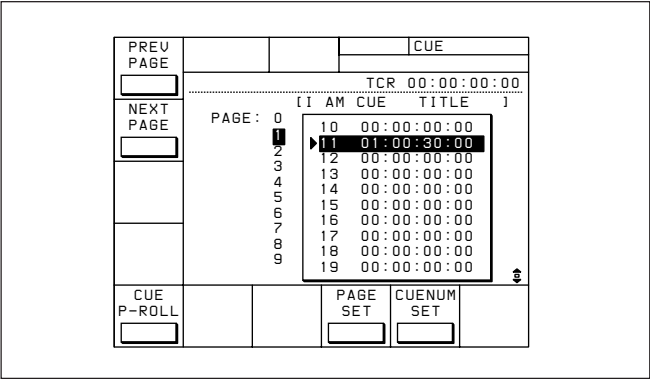 CUE
PREV
PAGE
TCR 00:00:00:00
[I AM CUE TITLE ]
NEXT
PAGE
PAGE: 0
1
2
3
4
5
6
7
8
9
10 00:00:00:00
11 01:00:30:00
12 00:00:00:00
13 00:00:00:00
14 00:00:00:00
15 00:00:00:00
16 00:00:00:00
17 00:00:00:00
18 00:00:00:00
19 00:00:00:00
CUE
P-ROLL
PAGE
SET
CUENUM
SET